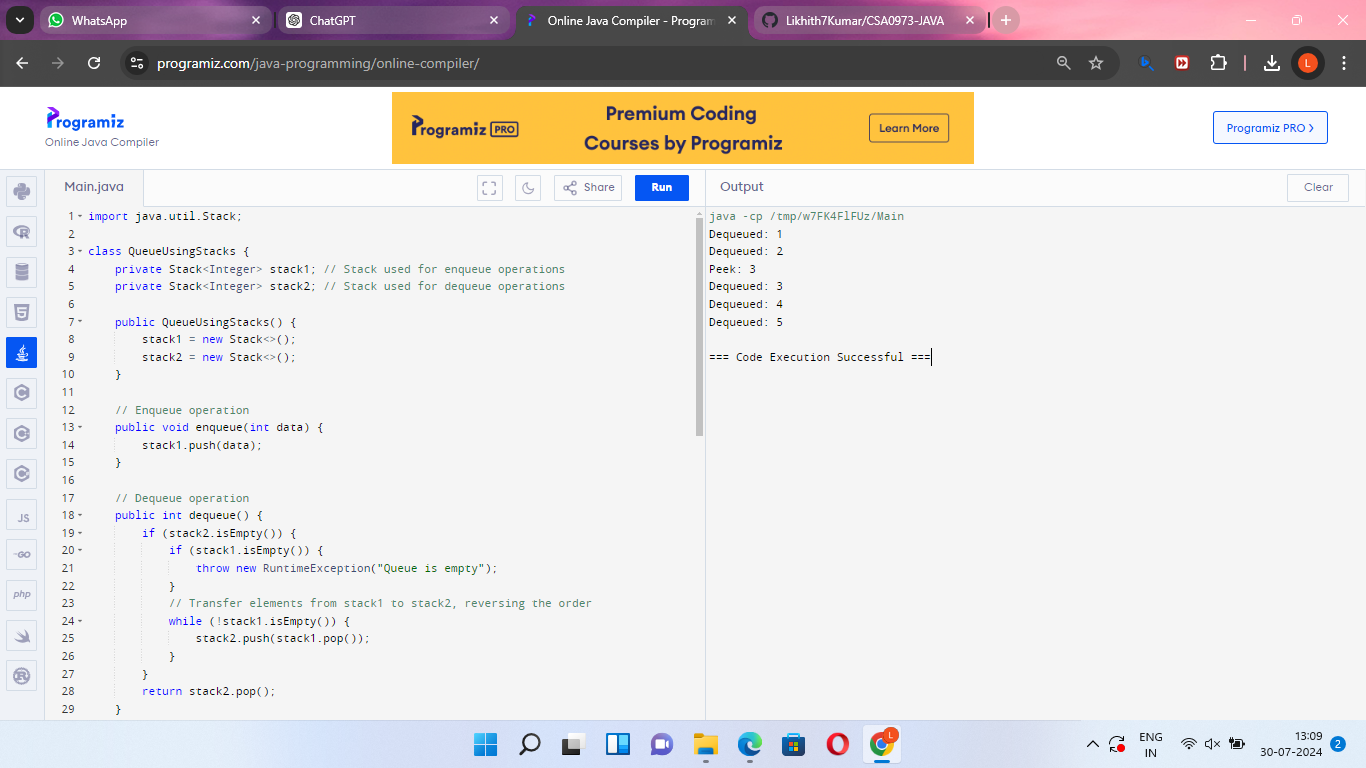 WhatsApp
ChatGPT
Online Java Compiler - Program
Likhith7Kumar/CSA0973-JAVA
programiz.com/java-programming/online-compiler/
L
Programiz
Online Java Compiler
Programiz PRO
Premium Coding
Courses by Programiz
Learn More
Programiz PRO >
Main.java
Share
Run
Output
Clear
1 import java.util.Stack;
2
3 class QueueUsingStacks {
4 private Stack<Integer> stack1; // Stack used for enqueue operations
5 private Stack<Integer> stack2; // Stack used for dequeue operations
6
7 public QueueUsingStacks() {
8 stack1 = new Stack<>();
9 stack2 = new Stack<>();
10 }
11
12 // Enqueue operation
13 public void enqueue(int data) {
14 stack1.push(data);
15 }
16
17 // Dequeue operation
18 public int dequeue() {
19 if (stack2.isEmpty()) {
20 if (stack1.isEmpty()) {
21 throw new RuntimeException("Queue is empty");
22 }
23 // Transfer elements from stack1 to stack2, reversing the order
24 while (!stack1.isEmpty()) {
25 stack2.push(stack1.pop());
26 }
27 }
28 return stack2.pop();
29 }
java -cp /tmp/w7FK4FlFUz/Main
Dequeued: 1
Dequeued: 2
Peek: 3
Dequeued: 3
Dequeued: 4
Dequeued: 5
=== Code Execution Successful ===
JS
GO
php
L
ENG
IN
13:09
30-07-2024
2